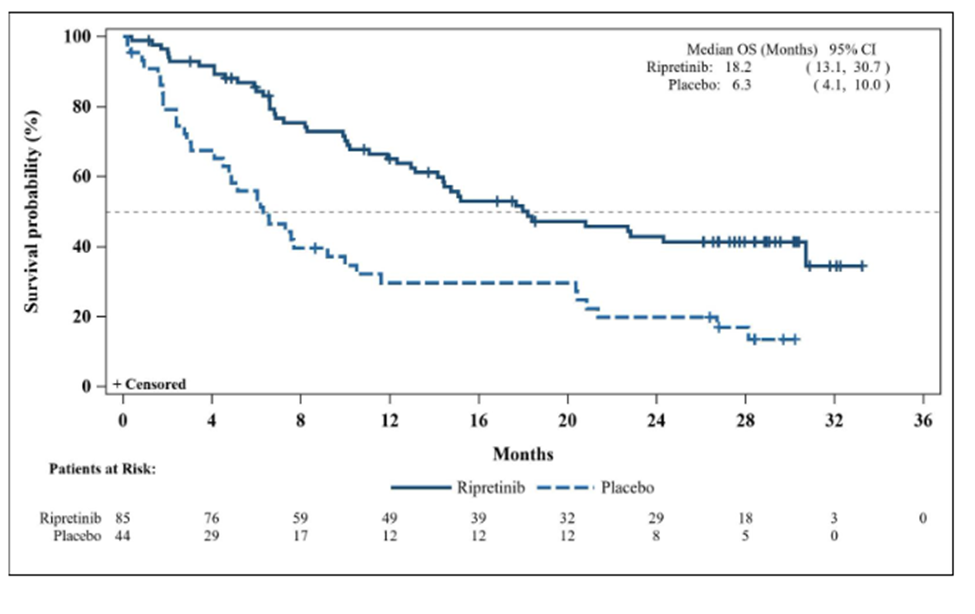 Median OS (Months) 95% CI
Ripretinib: 18.2 ( 13.1, 30.7 )
Placebo: 6.3 ( 4.1, 10.0 )
Survival probability (%)
100
80
60
40
20
0
+ Censored
0 4 8 12 16 20 24 28 32 36
Months
Patients at Risk:
Ripretinib Placebo
Ripretinib 85 76 59 49 39 32 29 18 3 0
Placebo 44 29 17 12 12 12 8 5 0